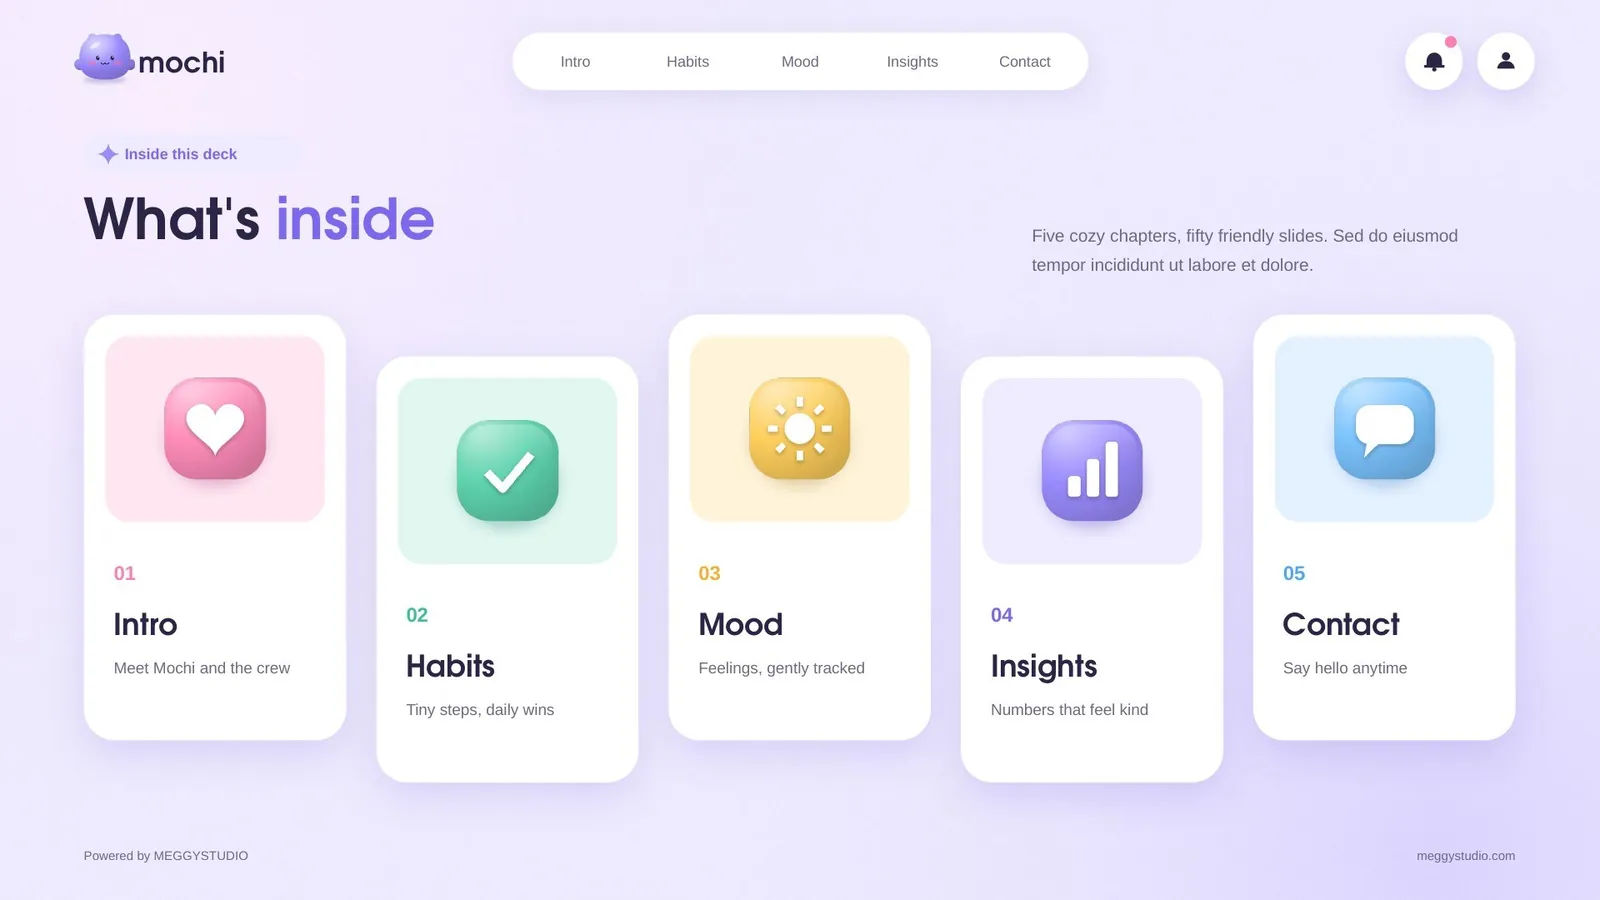 mochi
Intro
Habits
Mood
Insights
Contact
Inside this deck
What's inside
Five cozy chapters, fifty friendly slides. Sed do eiusmod
tempor incididunt ut labore et dolore.
01
Intro
Meet Mochi and the crew
02
Habits
Tiny steps, daily wins
03
Mood
Feelings, gently tracked
04
Insights
Numbers that feel kind
05
Contact
Say hello anytime
Powered by MEGGYSTUDIO
meggystudio.com